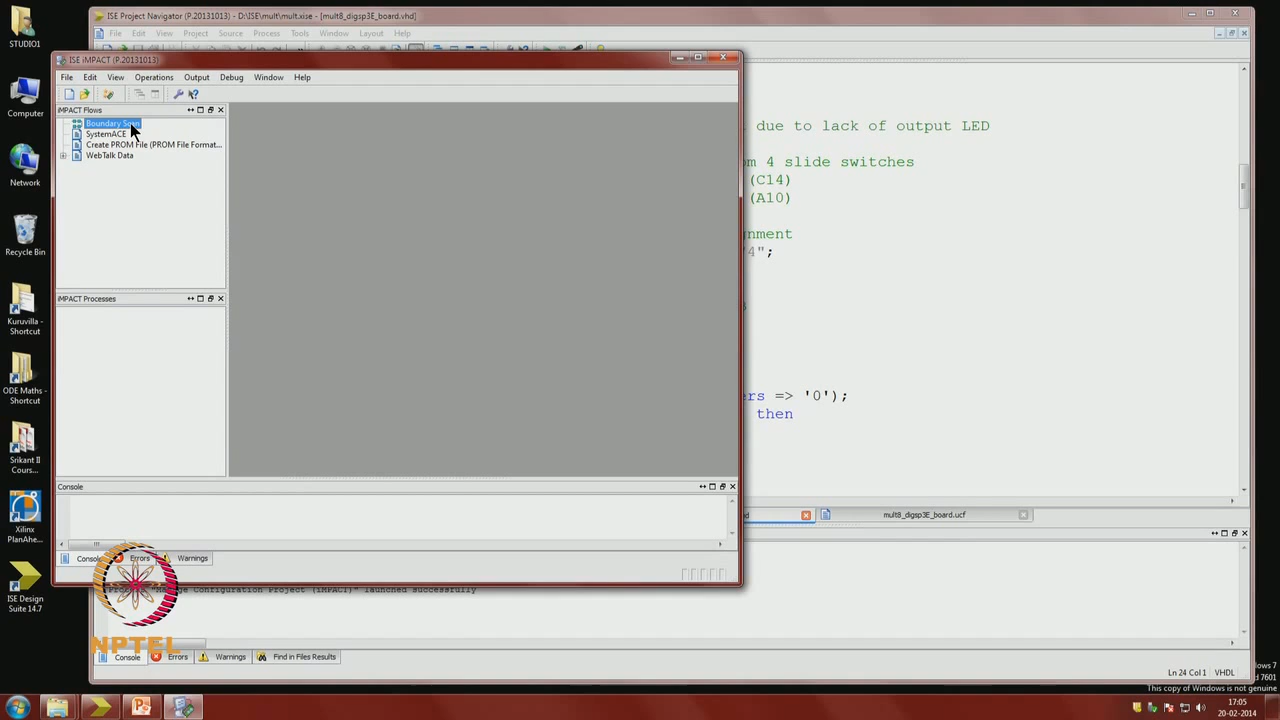 STUDIO1
Computer
Network
Recycle Bin
Kuruvilla - Shortcut
ODE Maths - Shortcut
Srikant II Cours...
Xilinx PlanAhe...
ISE Design Suite 14.7
ISE Project Navigator (P.20131013) - D:\ISE\mult\mult.xise - [mult8_digsp3E_board.vhd]
File Edit View Project Source Process Tools Window Layout Help
ISE iMPACT (P.20131013)
File Edit View Operations Output Debug Window Help
iMPACT Flows
Boundary Scan
SystemACE
Create PROM File (PROM File Format...
WebTalk Data
iMPACT Processes
due to lack of output LED
om 4 slide switches
(C14)
(A10)
gnment
4";
ers => '0');
then
Console
Console Errors Warnings
mult8_digsp3E_board.ucf
"Manage Configuration Project (iMPACT)" launched successfully
NPTEL
Console Errors Warnings Find in Files Results
Ln 24 Col 1 VHDL
7601
This copy of Windows is not genuine
17:05
20-02-2014